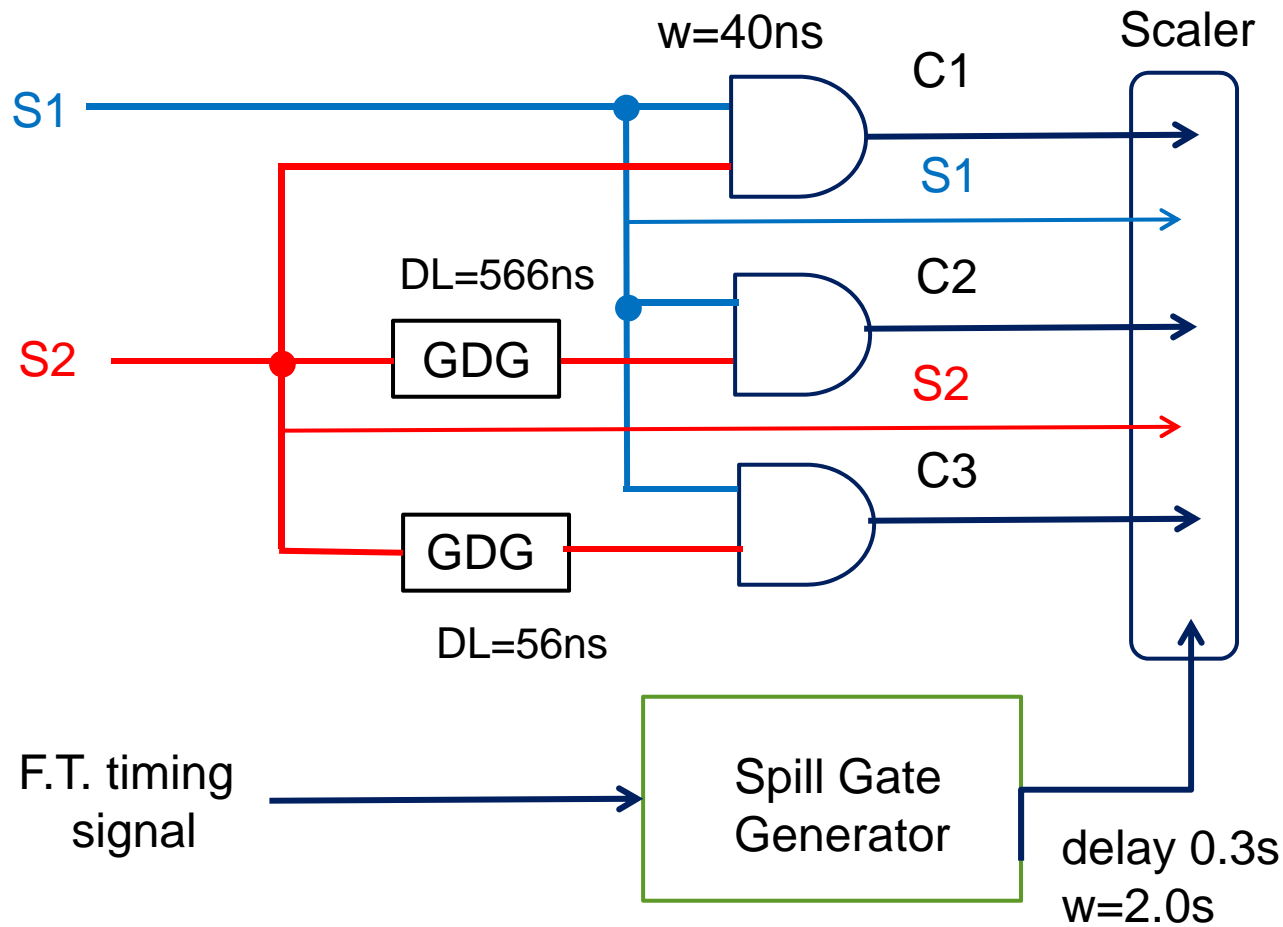 w=40ns
Scaler
C1
S1
S1
DL=566ns
C2
S2
GDG
S2
C3
GDG
DL=56ns
F.T. timing
signal
Spill Gate
Generator
delay 0.3s
w=2.0s